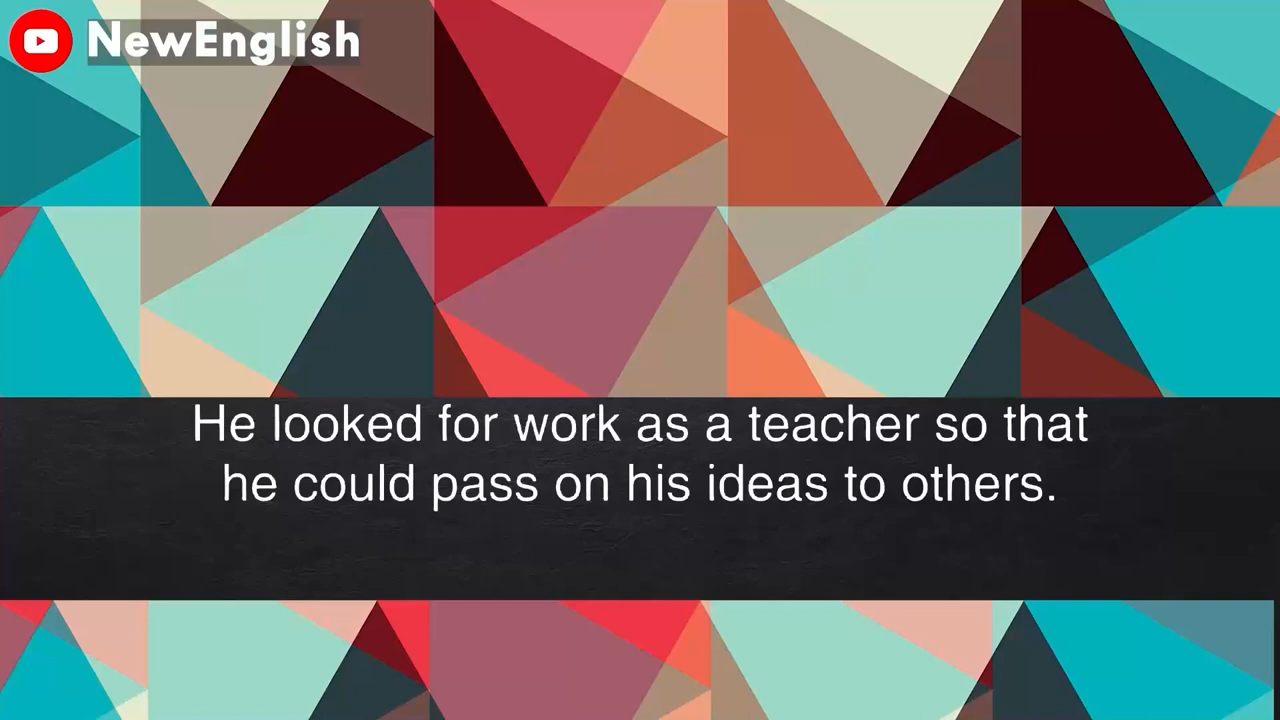 NewEnglish
He looked for work as a teacher so that
he could pass on his ideas to others.